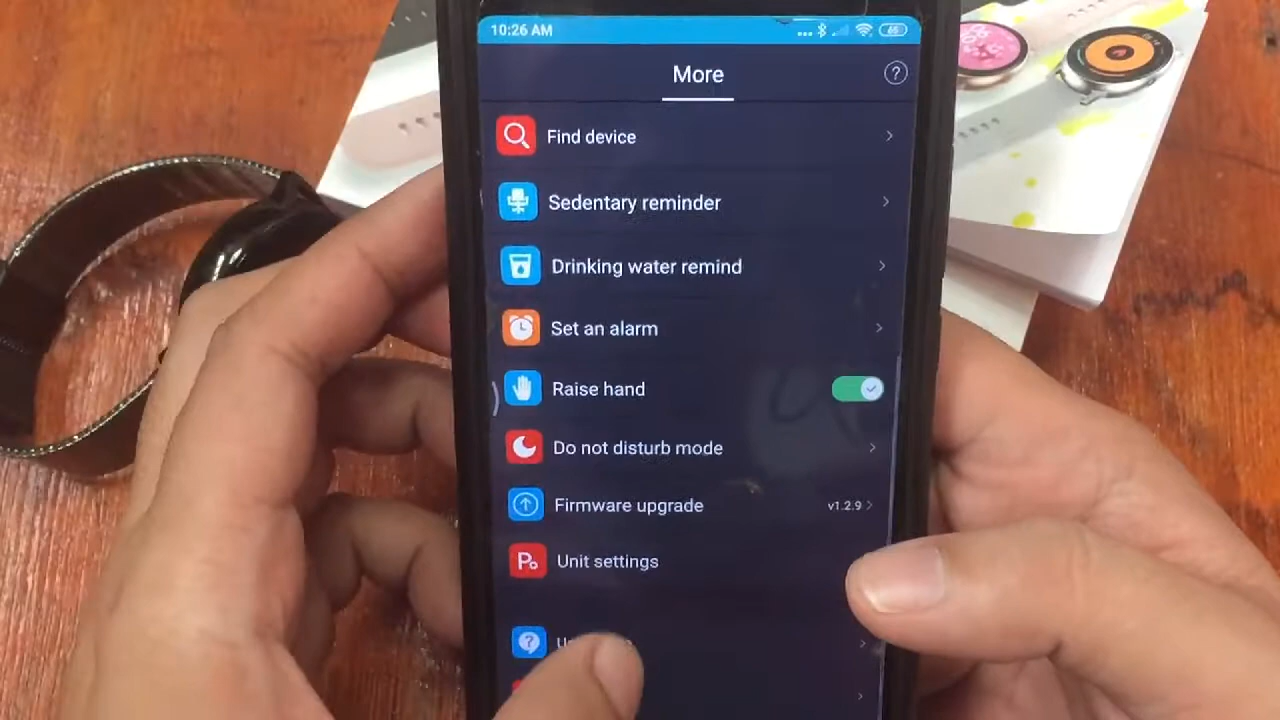 10:26 AM
65
More
?
Find device
Sedentary reminder
Drinking water remind
Set an alarm
Raise hand
Do not disturb mode
Firmware upgrade v1.2.9
Unit settings